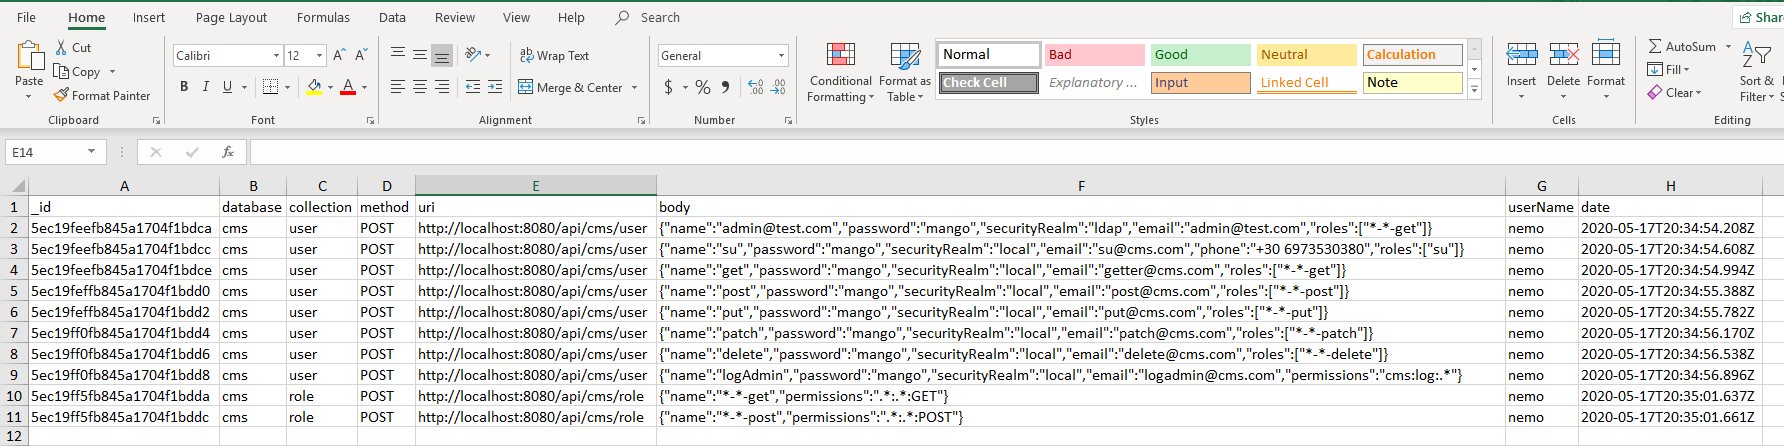 File Home Insert Page Layout Formulas Data Review View Help Search Shar
Cut
Copy
Format Painter
Paste
Clipboard
Calibri 12 A A
B I U A
Font
ab Wrap Text
Merge & Center
Alignment
General
$ % 9 .00 .0 .00
Number
Conditional Formatting
Format as Table
Normal Bad Good Neutral Calculation
Check Cell Explanatory ... Input Linked Cell Note
Styles
Insert Delete Format
Cells
AutoSum
Fill
Clear
Sort & Filter
Editing
E14 fx
A B C D E F G H
1 _id database collection method uri body userName date
2 5ec19feefb845a1704f1bdca cms user POST http://localhost:8080/api/cms/user {"name":"admin@test.com","password":"mango","securityRealm":"ldap","email":"admin@test.com","roles":["*-*-get"]} nemo 2020-05-17T20:34:54.208Z
3 5ec19feefb845a1704f1bdcc cms user POST http://localhost:8080/api/cms/user {"name":"su","password":"mango","securityRealm":"local","email":"su@cms.com","phone":"+30 6973530380","roles":["su"]} nemo 2020-05-17T20:34:54.608Z
4 5ec19feefb845a1704f1bdce cms user POST http://localhost:8080/api/cms/user {"name":"get","password":"mango","securityRealm":"local","email":"getter@cms.com","roles":["*-*-get"]} nemo 2020-05-17T20:34:54.994Z
5 5ec19feffb845a1704f1bdd0 cms user POST http://localhost:8080/api/cms/user {"name":"post","password":"mango","securityRealm":"local","email":"post@cms.com","roles":["*-*-post"]} nemo 2020-05-17T20:34:55.388Z
6 5ec19feffb845a1704f1bdd2 cms user POST http://localhost:8080/api/cms/user {"name":"put","password":"mango","securityRealm":"local","email":"put@cms.com","roles":["*-*-put"]} nemo 2020-05-17T20:34:55.782Z
7 5ec19ff0fb845a1704f1bdd4 cms user POST http://localhost:8080/api/cms/user {"name":"patch","password":"mango","securityRealm":"local","email":"patch@cms.com","roles":["*-*-patch"]} nemo 2020-05-17T20:34:56.170Z
8 5ec19ff0fb845a1704f1bdd6 cms user POST http://localhost:8080/api/cms/user {"name":"delete","password":"mango","securityRealm":"local","email":"delete@cms.com","roles":["*-*-delete"]} nemo 2020-05-17T20:34:56.538Z
9 5ec19ff0fb845a1704f1bdd8 cms user POST http://localhost:8080/api/cms/user {"name":"logAdmin","password":"mango","securityRealm":"local","email":"logadmin@cms.com","permissions":"cms:log:.*"} nemo 2020-05-17T20:34:56.896Z
10 5ec19ff5fb845a1704f1bdda cms role POST http://localhost:8080/api/cms/role {"name":"*-*-get","permissions":".*:.*:GET"} nemo 2020-05-17T20:35:01.637Z
11 5ec19ff5fb845a1704f1bddc cms role POST http://localhost:8080/api/cms/role {"name":"*-*-post","permissions":".*:.*:POST"} nemo 2020-05-17T20:35:01.661Z
12